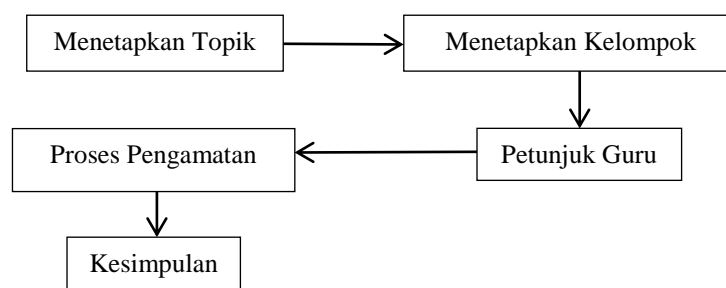 Menetapkan Topik
Menetapkan Kelompok
Petunjuk Guru
Proses Pengamatan
Kesimpulan